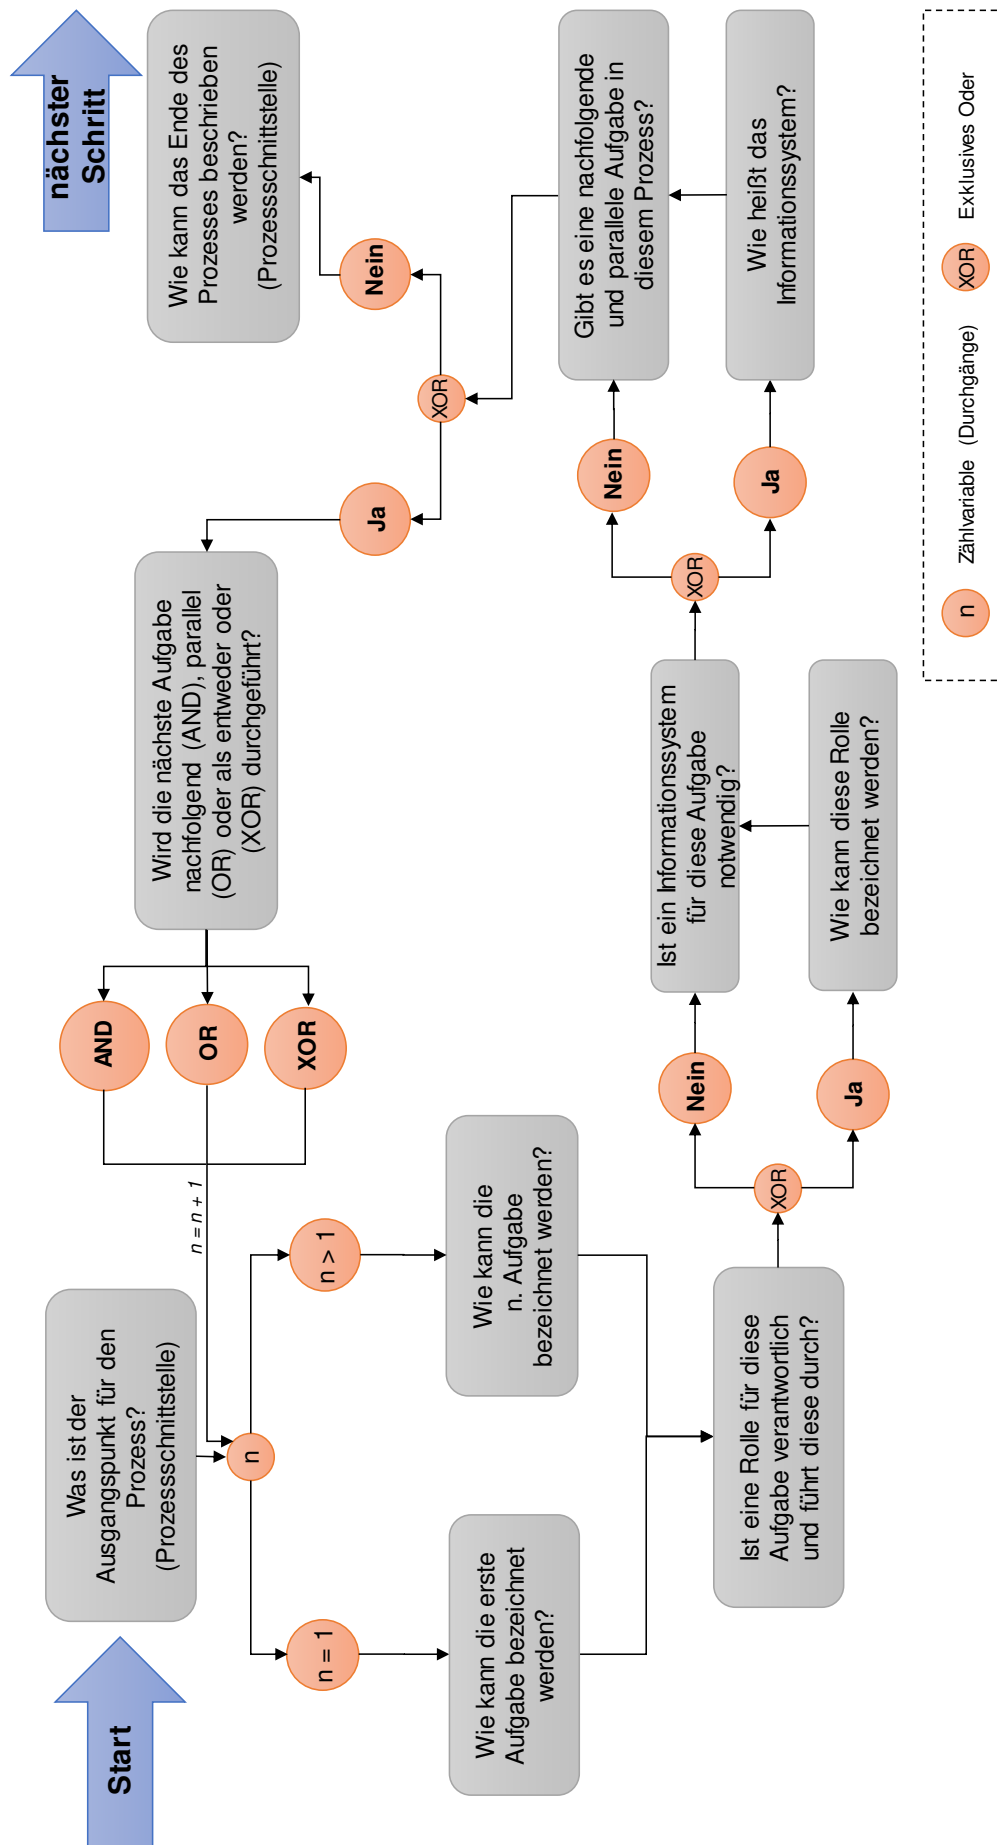 Start
Was ist der
Ausgangspunkt für den
Prozess?
(Prozessschnittstelle)
n
n = n + 1
n = 1
n > 1
Wie kann die erste
Aufgabe bezeichnet
werden?
Wie kann die
n. Aufgabe
bezeichnet werden?
Ist eine Rolle für diese
Aufgabe verantwortlich
und führt diese durch?
XOR
Nein
Ja
Wie kann diese Rolle
bezeichnet werden?
Ist ein Informationssystem
für diese Aufgabe
notwendig?
XOR
Nein
Ja
Wie heißt das
Informationssystem?
Gibt es eine nachfolgende
und parallele Aufgabe in
diesem Prozess?
XOR
Ja
Nein
Wird die nächste Aufgabe
nachfolgend (AND), parallel
(OR) oder als entweder oder
(XOR) durchgeführt?
AND
OR
XOR
Wie kann das Ende des
Prozesses beschrieben
werden?
(Prozessschnittstelle)
nächster
Schritt
n
Zählvariable (Durchgänge)
XOR
Exklusives Oder